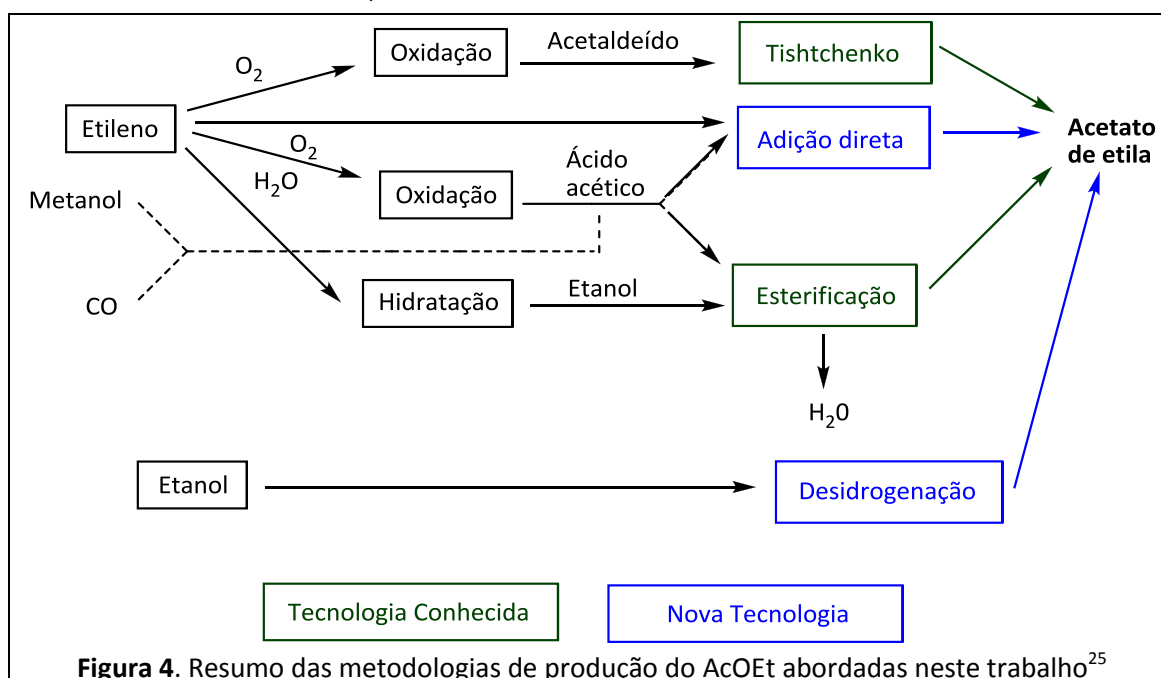 Oxidação
Acetaldeído
Tishtchenko
O2
Etileno
Adição direta
Acetato
de etila
O2
H2O
Ácido
acético
Oxidação
Metanol
CO
Hidratação
Etanol
Esterificação
H20
Etanol
Desidrogenação
Tecnologia Conhecida
Nova Tecnologia
Figura 4. Resumo das metodologias de produção do AcOEt abordadas neste trabalho25